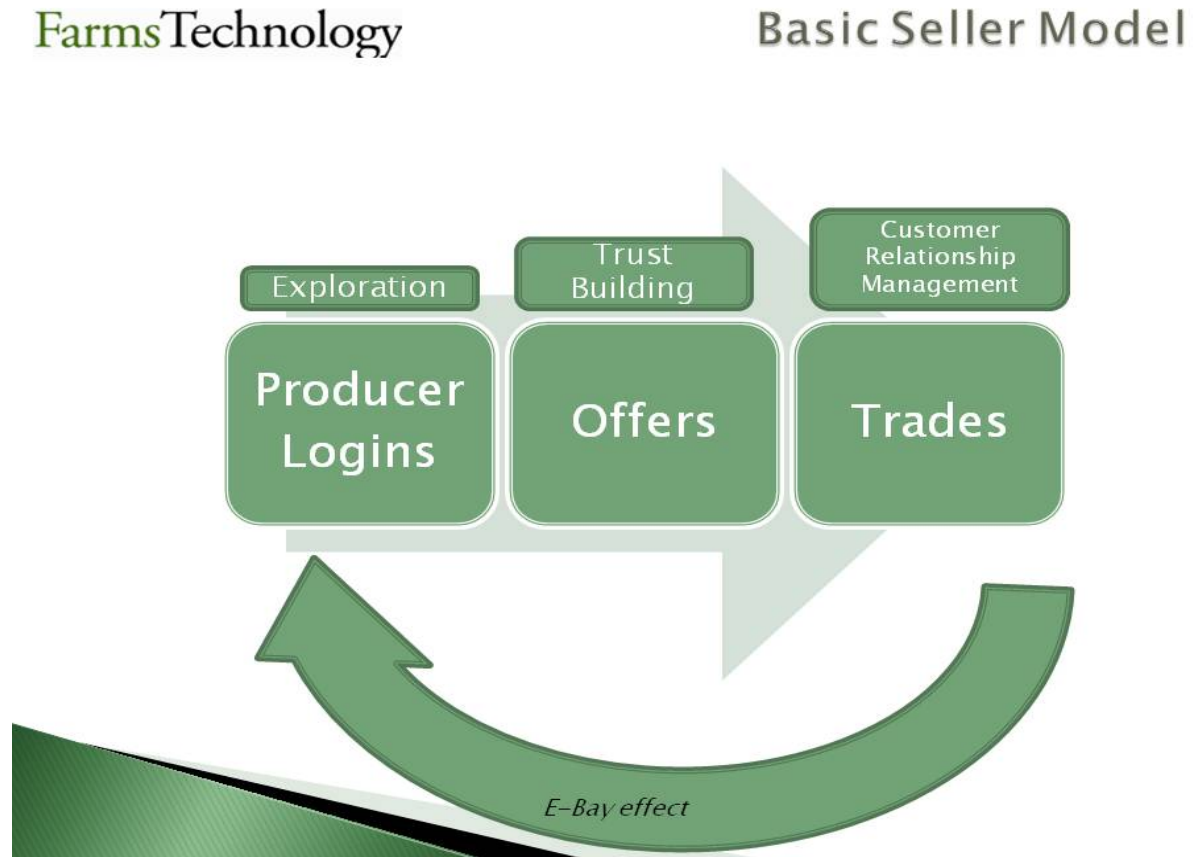 FarmsTechnology
Basic Seller Model
Exploration
Trust
Building
Customer
Relationship
Management
Producer
Logins
Offers
Trades
E-Bay effect